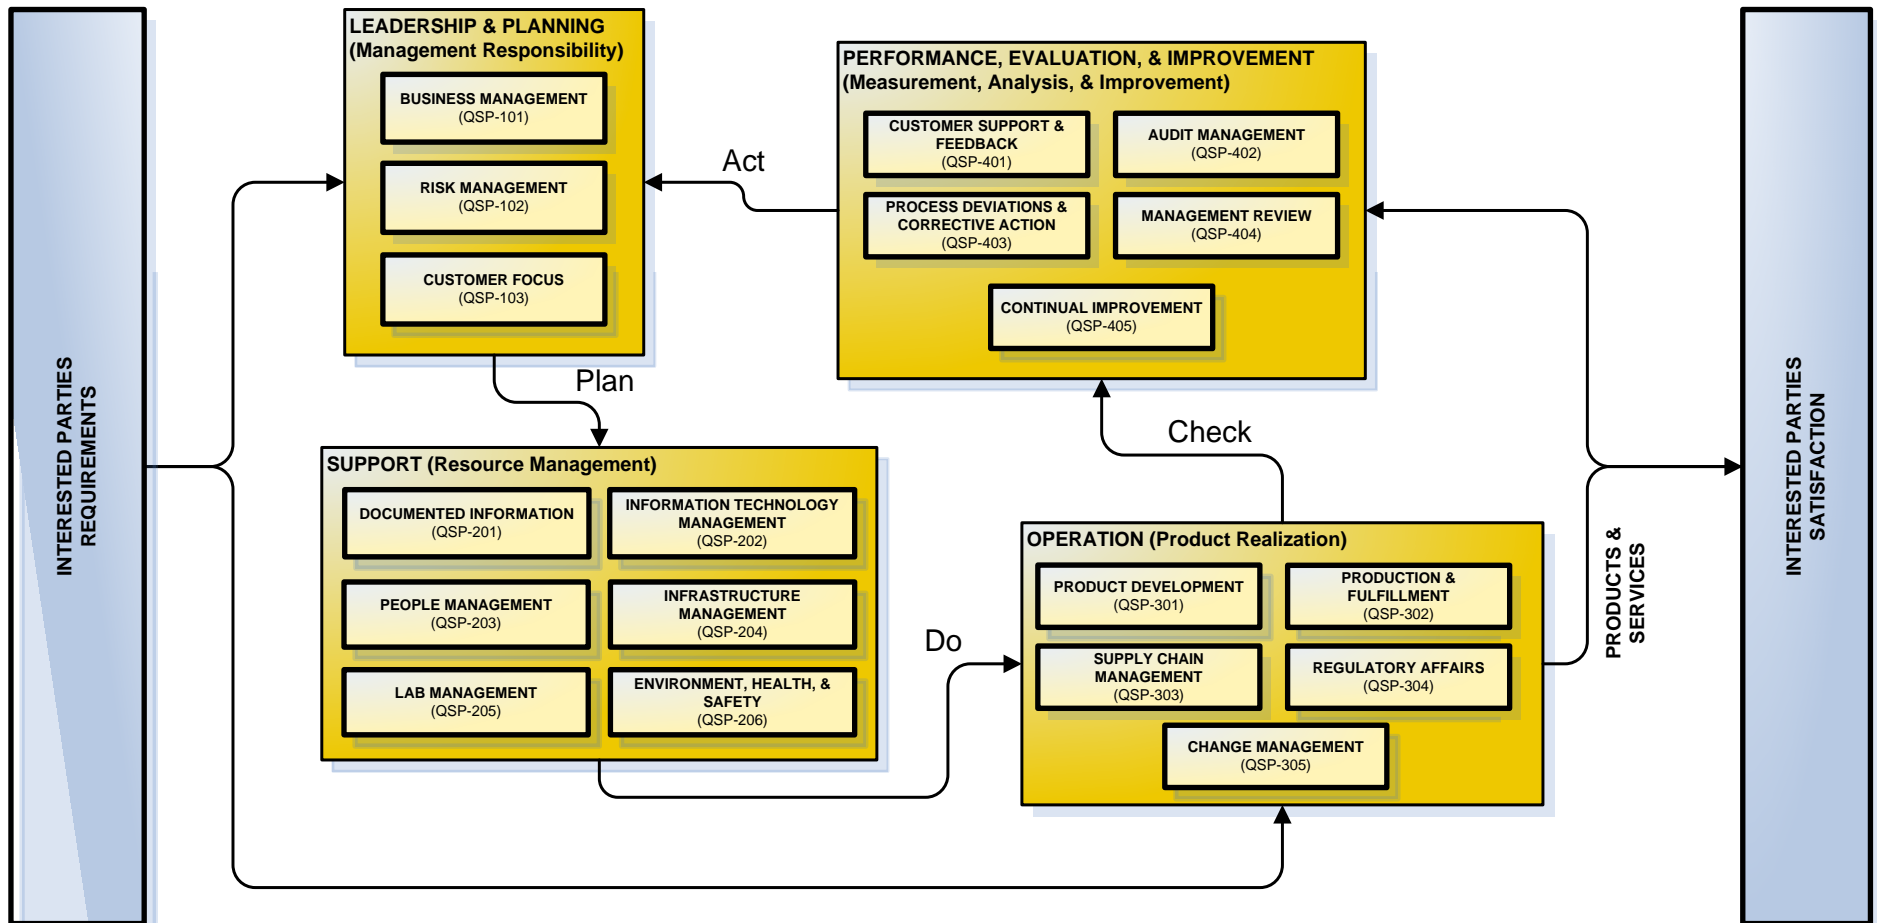 INTERESTED PARTIES
REQUIREMENTS
LEADERSHIP & PLANNING
(Management Responsibility)
BUSINESS MANAGEMENT
(QSP-101)
RISK MANAGEMENT
(QSP-102)
CUSTOMER FOCUS
(QSP-103)
Act
PERFORMANCE, EVALUATION, & IMPROVEMENT
(Measurement, Analysis, & Improvement)
CUSTOMER SUPPORT &
FEEDBACK
(QSP-401)
AUDIT MANAGEMENT
(QSP-402)
PROCESS DEVIATIONS &
CORRECTIVE ACTION
(QSP-403)
MANAGEMENT REVIEW
(QSP-404)
CONTINUAL IMPROVEMENT
(QSP-405)
Plan
Check
SUPPORT (Resource Management)
DOCUMENTED INFORMATION
(QSP-201)
INFORMATION TECHNOLOGY
MANAGEMENT
(QSP-202)
PEOPLE MANAGEMENT
(QSP-203)
INFRASTRUCTURE
MANAGEMENT
(QSP-204)
LAB MANAGEMENT
(QSP-205)
ENVIRONMENT, HEALTH, &
SAFETY
(QSP-206)
Do
OPERATION (Product Realization)
PRODUCT DEVELOPMENT
(QSP-301)
PRODUCTION &
FULFILLMENT
(QSP-302)
SUPPLY CHAIN
MANAGEMENT
(QSP-303)
REGULATORY AFFAIRS
(QSP-304)
CHANGE MANAGEMENT
(QSP-305)
PRODUCTS &
SERVICES
INTERESTED PARTIES
SATISFACTION